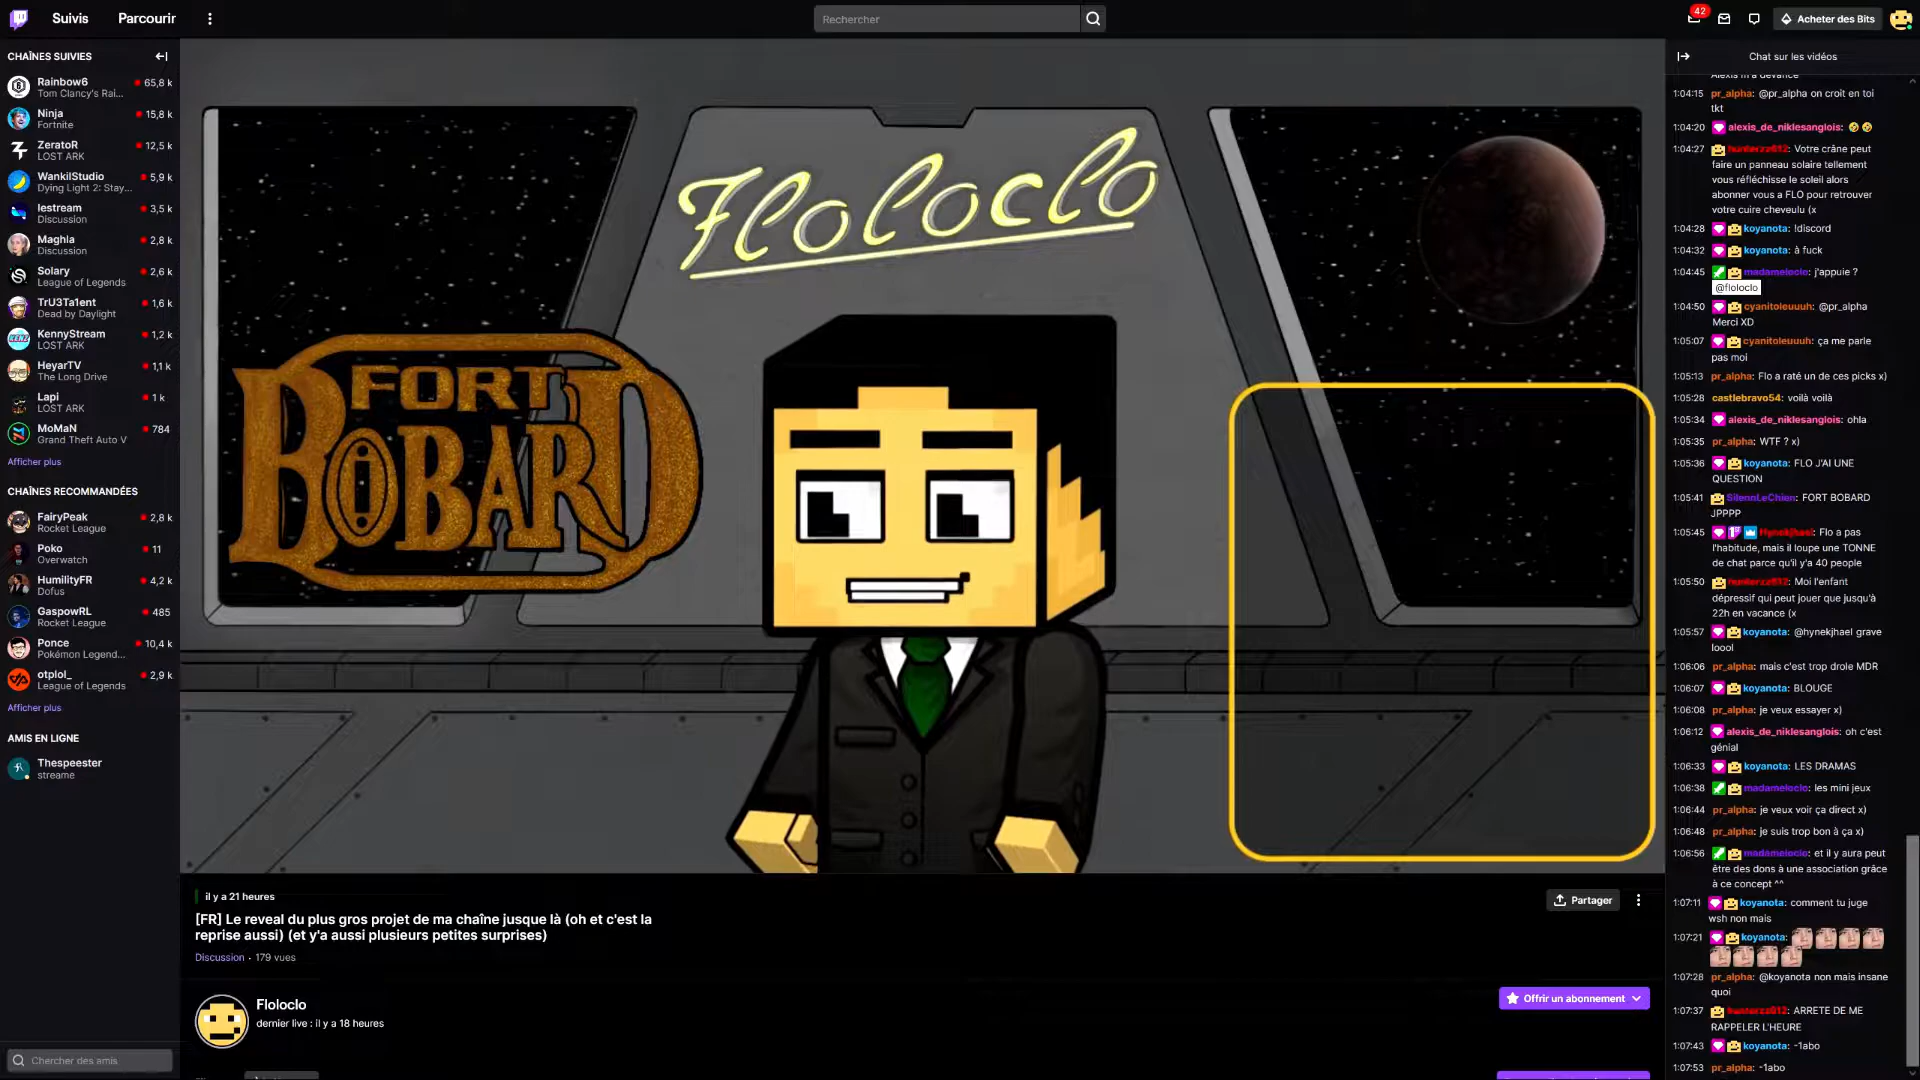 Suivis
Parcourir
Rechercher
42
Acheter des Bits
CHAÎNES SUIVIES
Rainbow6
65,8 k
Tom Clancy's Rai...
Ninja
15,8 k
Fortnite
ZeratoR
12,5 k
LOST ARK
WankilStudio
5,9 k
Dying Light 2: Stay...
lestream
3,5 k
Discussion
Maghla
2,8 k
Discussion
Solary
2,6 k
League of Legends
TrU3Ta1ent
1,6 k
Dead by Daylight
KennyStream
1,2 k
LOST ARK
HeyarTV
1,1 k
The Long Drive
Lapi
1 k
LOST ARK
MoMaN
784
Grand Theft Auto V
Afficher plus
CHAÎNES RECOMMANDÉES
FairyPeak
2,8 k
Rocket League
Poko
11
Overwatch
HumilityFR
4,2 k
Dofus
GaspowRL
485
Rocket League
Ponce
10,4 k
Pokémon Legend...
otplol_
2,9 k
League of Legends
Afficher plus
AMIS EN LIGNE
Thespeester
streame
Chercher des amis
Floloclo
FORT
BOBARD
il y a 21 heures
[FR] Le reveal du plus gros projet de ma chaîne jusque là (oh et c'est la
reprise aussi) (et y'a aussi plusieurs petites surprises)
Discussion · 179 vues
Partager
Floloclo
dernier live : il y a 18 heures
Offrir un abonnement
Chat sur les vidéos
Alexis m'a devancé
1:04:15 pr_alpha: @pr_alpha on croit en toi
tkt
1:04:20 alexis_de_niklesanglois: 🤣 🤣
1:04:27 hunterzz612: Votre crâne peut
faire un panneau solaire tellement
vous réfléchisse le soleil alors
abonner vous a FLO pour retrouver
votre cuire cheveulu (x
1:04:28 koyanota: !discord
1:04:32 koyanota: à fuck
1:04:45 madameloclo: j'appuie ?
@floloclo
1:04:50 cyanitoleuuuh: @pr_alpha
Merci XD
1:05:07 cyanitoleuuuh: ça me parle
pas moi
1:05:13 pr_alpha: Flo a raté un de ces picks x)
1:05:28 castlebravo54: voilà voilà
1:05:34 alexis_de_niklesanglois: ohla
1:05:35 pr_alpha: WTF ? x)
1:05:36 koyanota: FLO J'AI UNE
QUESTION
1:05:41 SilennLeChien: FORT BOBARD
JPPPP
1:05:45 Hynekjhael: Flo a pas
l'habitude, mais il loupe une TONNE
de chat parce qu'il y'a 40 people
1:05:50 hunterzz612: Moi l'enfant
dépressif qui peut jouer que jusqu'à
22h en vacance (x
1:05:57 koyanota: @hynekjhael grave
loool
1:06:06 pr_alpha: mais c'est trop drole MDR
1:06:07 koyanota: BLOUGE
1:06:08 pr_alpha: je veux essayer x)
1:06:12 alexis_de_niklesanglois: oh c'est
génial
1:06:33 koyanota: LES DRAMAS
1:06:38 madameloclo: les mini jeux
1:06:44 pr_alpha: je veux voir ça direct x)
1:06:48 pr_alpha: je suis trop bon à ça x)
1:06:56 madameloclo: et il y aura peut
être des dons à une association grâce
à ce concept ^^
1:07:11 koyanota: comment tu juge
wsh non mais
1:07:21 koyanota:
1:07:28 pr_alpha: @koyanota non mais insane
quoi
1:07:37 hunterzz612: ARRETE DE ME
RAPPELER L'HEURE
1:07:43 koyanota: -1abo
1:07:53 pr_alpha: -1abo